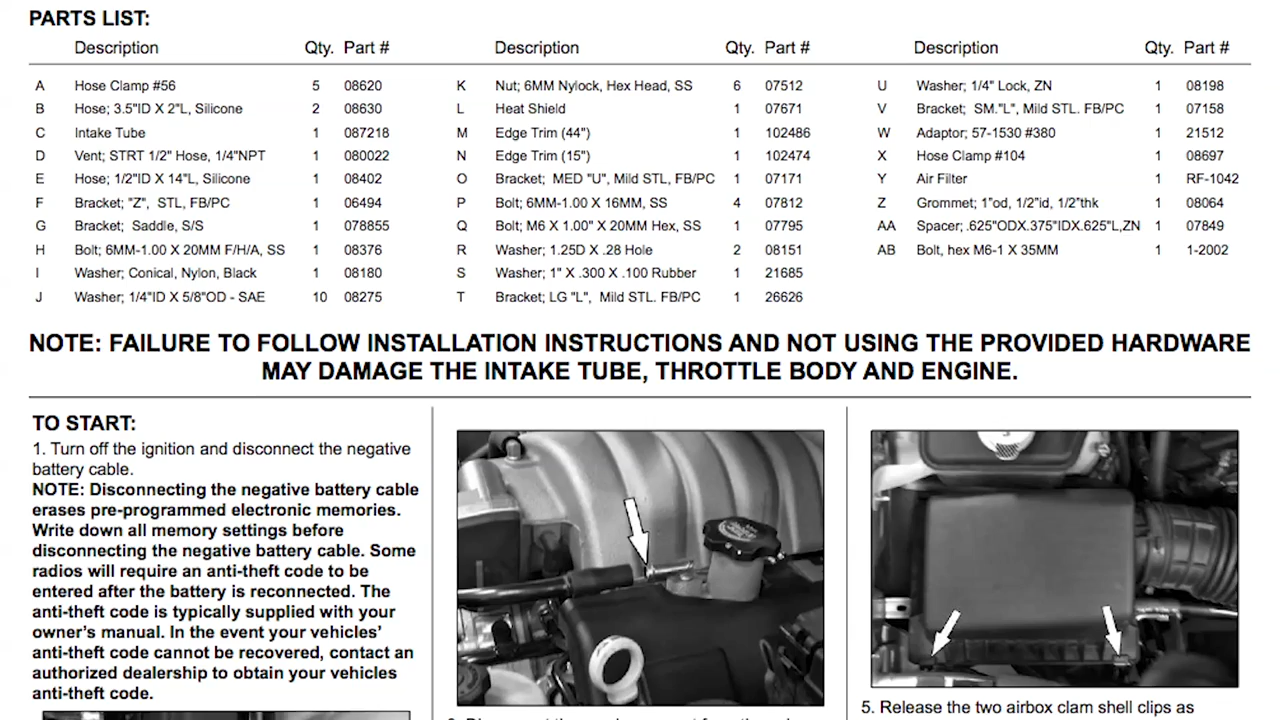 PARTS LIST:
Description Qty. Part #
A Hose Clamp #56 5 08620
B Hose; 3.5"ID X 2"L, Silicone 2 08630
C Intake Tube 1 087218
D Vent; STRT 1/2" Hose, 1/4"NPT 1 080022
E Hose; 1/2"ID X 14"L, Silicone 1 08402
F Bracket; "Z", STL, FB/PC 1 06494
G Bracket; Saddle, S/S 1 078855
H Bolt; 6MM-1.00 X 20MM F/H/A, SS 1 08376
I Washer; Conical, Nylon, Black 1 08180
J Washer; 1/4"ID X 5/8"OD - SAE 10 08275
Description Qty. Part #
K Nut; 6MM Nylock, Hex Head, SS 6 07512
L Heat Shield 1 07671
M Edge Trim (44") 1 102486
N Edge Trim (15") 1 102474
O Bracket; MED "U", Mild STL, FB/PC 1 07171
P Bolt; 6MM-1.00 X 16MM, SS 4 07812
Q Bolt; M6 X 1.00" X 20MM Hex, SS 1 07795
R Washer; 1.25D X .28 Hole 2 08151
S Washer; 1" X .300 X .100 Rubber 1 21685
T Bracket; LG "L", Mild STL. FB/PC 1 26626
Description Qty. Part #
U Washer; 1/4" Lock, ZN 1 08198
V Bracket; SM."L", Mild STL. FB/PC 1 07158
W Adaptor; 57-1530 #380 1 21512
X Hose Clamp #104 1 08697
Y Air Filter 1 RF-1042
Z Grommet; 1”od, 1/2”id, 1/2”thk 1 08064
AA Spacer; .625"ODX.375"IDX.625"L,ZN 1 07849
AB Bolt, hex M6-1 X 35MM 1 1-2002
NOTE: FAILURE TO FOLLOW INSTALLATION INSTRUCTIONS AND NOT USING THE PROVIDED HARDWARE
MAY DAMAGE THE INTAKE TUBE, THROTTLE BODY AND ENGINE.
TO START:
1. Turn off the ignition and disconnect the negative
battery cable.
NOTE: Disconnecting the negative battery cable
erases pre-programmed electronic memories.
Write down all memory settings before
disconnecting the negative battery cable. Some
radios will require an anti-theft code to be
entered after the battery is reconnected. The
anti-theft code is typically supplied with your
owner’s manual. In the event your vehicles’
anti-theft code cannot be recovered, contact an
authorized dealership to obtain your vehicles
anti-theft code.
5. Release the two airbox clam shell clips as